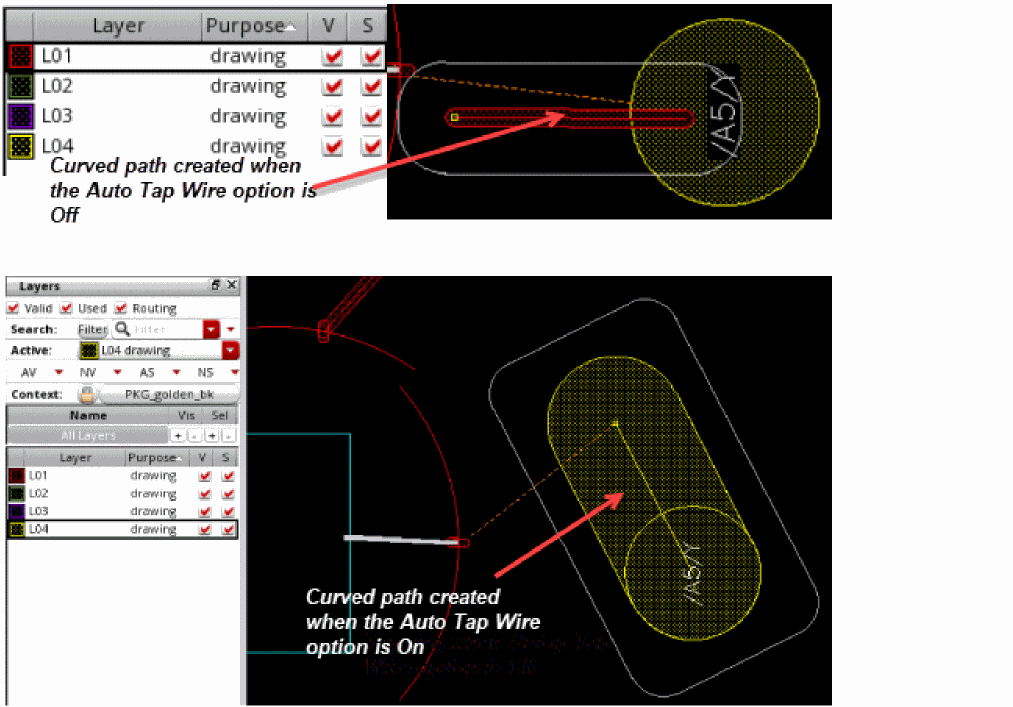 Layer Purpose V S
L01 drawing
L02 drawing
L03 drawing
L04 drawing
/A5/Y
Curved path created when
the Auto Tap Wire option is
Off
Layers
Valid Used Routing
Search: Filter Filter
Active: L04 drawing
AV NV AS NS
Context: PKG_golden_bk
Name Vis Sel
All Layers + - + -
Layer Purpose V S
L01 drawing
L02 drawing
L03 drawing
L04 drawing
/A5/Y
Curved path created
when the Auto Tap Wire
option is On